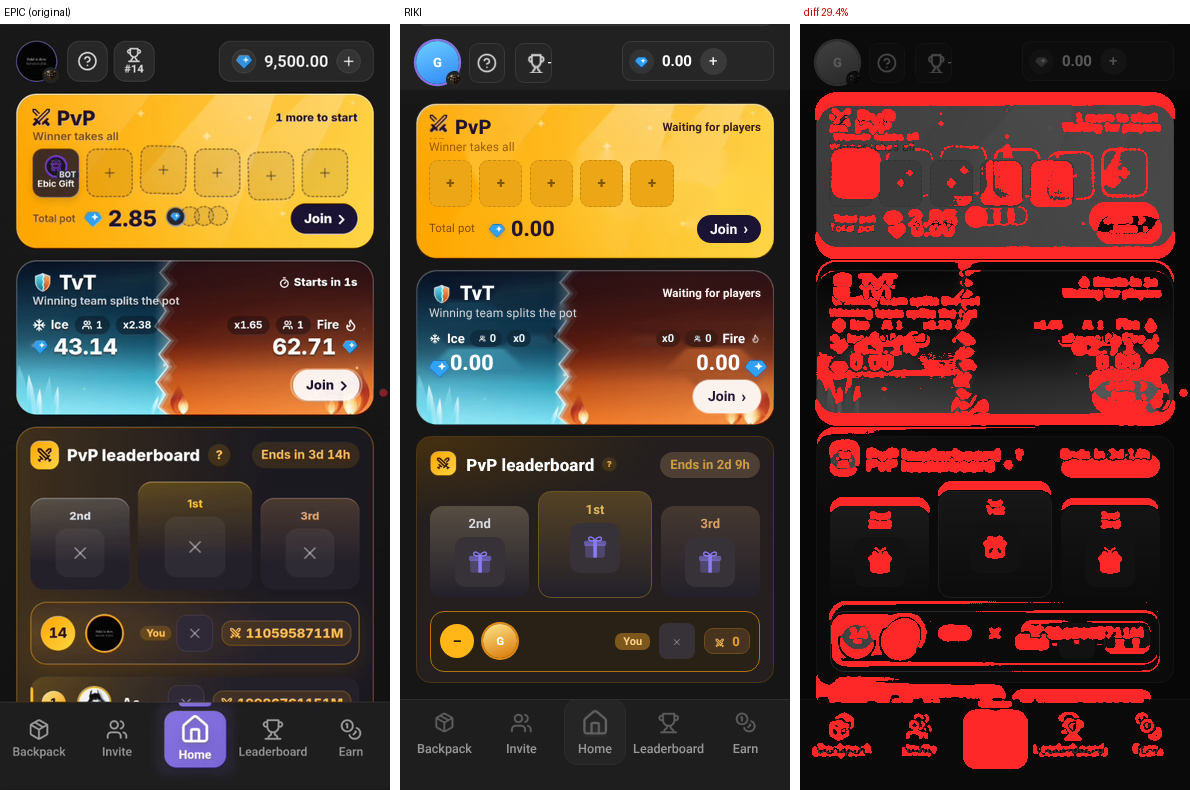 EPIC (original)
#14
9,500.00 +
PvP
1 more to start
Winner takes all
BOT
Ebic Gift
+ + + + +
Total pot 2.85
Join >
TvT
Starts in 1s
Winning team splits the pot
Ice 1 x2.38
x1.65 1 Fire
43.14
62.71
Join >
PvP leaderboard ?
Ends in 3d 14h
2nd
1st
3rd
14
You
1105958711M
Backpack
Invite
Home
Leaderboard
Earn
RIKI
G
?
-
0.00 +
PvP
Waiting for players
Winner takes all
+ + + + +
Total pot 0.00
Join ›
TvT
Waiting for players
Winning team splits the pot
Ice 0 x0
x0 0 Fire
0.00
0.00
Join ›
PvP leaderboard ?
Ends in 2d 9h
2nd
1st
3rd
–
G
You
0
Backpack
Invite
Home
Leaderboard
Earn
diff 29.4%
G
?
-
0.00 +